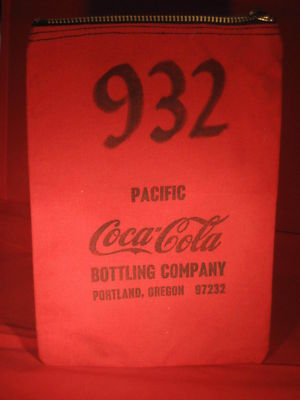 932
PACIFIC
Coca-Cola
BOTTLING COMPANY
PORTLAND, OREGON 97232